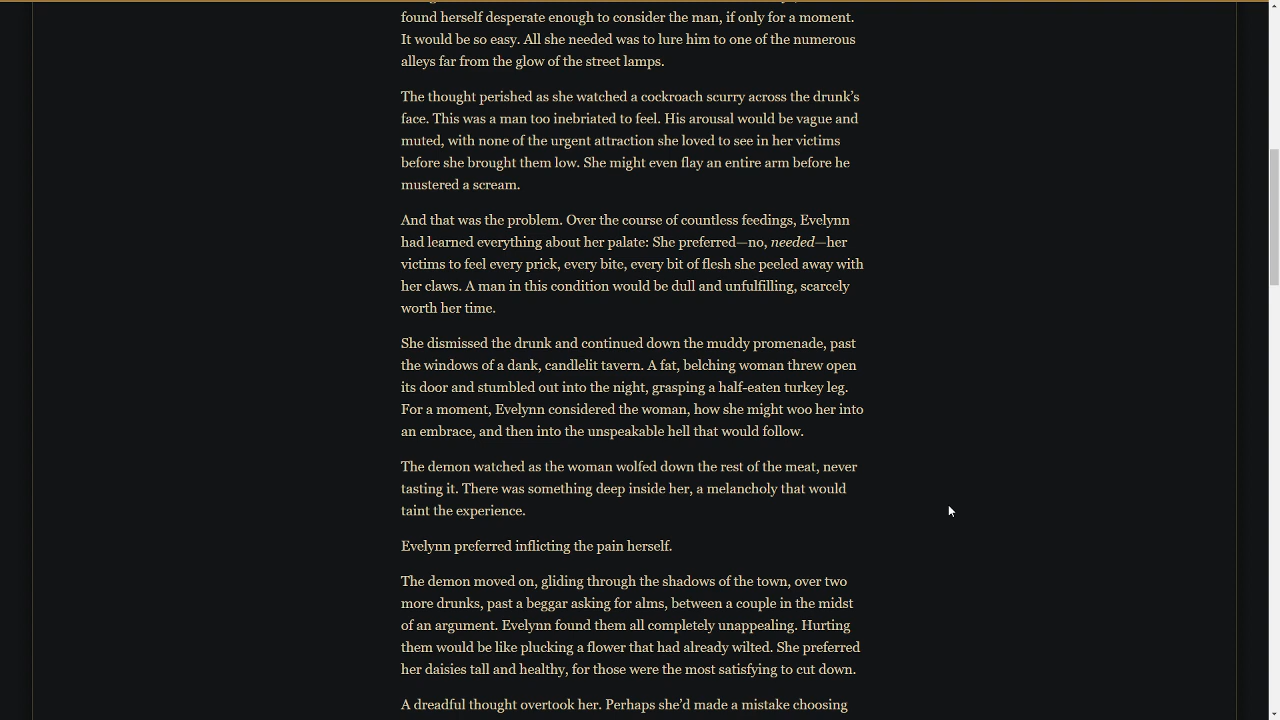 found herself desperate enough to consider the man, if only for a moment.
It would be so easy. All she needed was to lure him to one of the numerous
alleys far from the glow of the street lamps.
The thought perished as she watched a cockroach scurry across the drunk’s
face. This was a man too inebriated to feel. His arousal would be vague and
muted, with none of the urgent attraction she loved to see in her victims
before she brought them low. She might even flay an entire arm before he
mustered a scream.
And that was the problem. Over the course of countless feedings, Evelynn
had learned everything about her palate: She preferred—no, needed—her
victims to feel every prick, every bite, every bit of flesh she peeled away with
her claws. A man in this condition would be dull and unfulfilling, scarcely
worth her time.
She dismissed the drunk and continued down the muddy promenade, past
the windows of a dank, candlelit tavern. A fat, belching woman threw open
its door and stumbled out into the night, grasping a half-eaten turkey leg.
For a moment, Evelynn considered the woman, how she might woo her into
an embrace, and then into the unspeakable hell that would follow.
The demon watched as the woman wolfed down the rest of the meat, never
tasting it. There was something deep inside her, a melancholy that would
taint the experience.
Evelynn preferred inflicting the pain herself.
The demon moved on, gliding through the shadows of the town, over two
more drunks, past a beggar asking for alms, between a couple in the midst
of an argument. Evelynn found them all completely unappealing. Hurting
them would be like plucking a flower that had already wilted. She preferred
her daisies tall and healthy, for those were the most satisfying to cut down.
A dreadful thought overtook her. Perhaps she’d made a mistake choosing